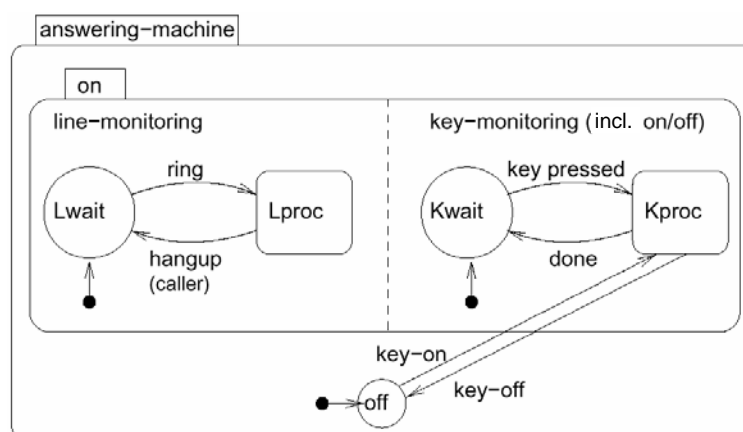 answering-machine
on
line-monitoring
key-monitoring (incl. on/off)
ring
key pressed
Lwait
Lproc
Kwait
Kproc
hangup
(caller)
done
key-on
key-off
off